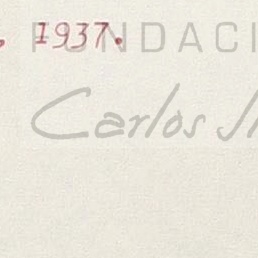 . 1937.
FUNDACI
Carlos